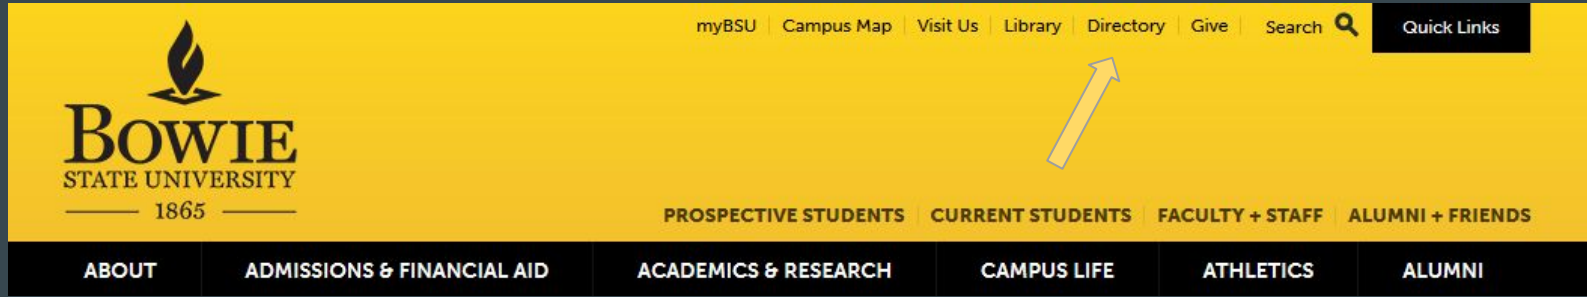 myBSU Campus Map Visit Us Library Directory Give Search Quick Links
BOWIE
STATE UNIVERSITY
1865
PROSPECTIVE STUDENTS CURRENT STUDENTS FACULTY + STAFF ALUMNI + FRIENDS
ABOUT ADMISSIONS & FINANCIAL AID ACADEMICS & RESEARCH CAMPUS LIFE ATHLETICS ALUMNI